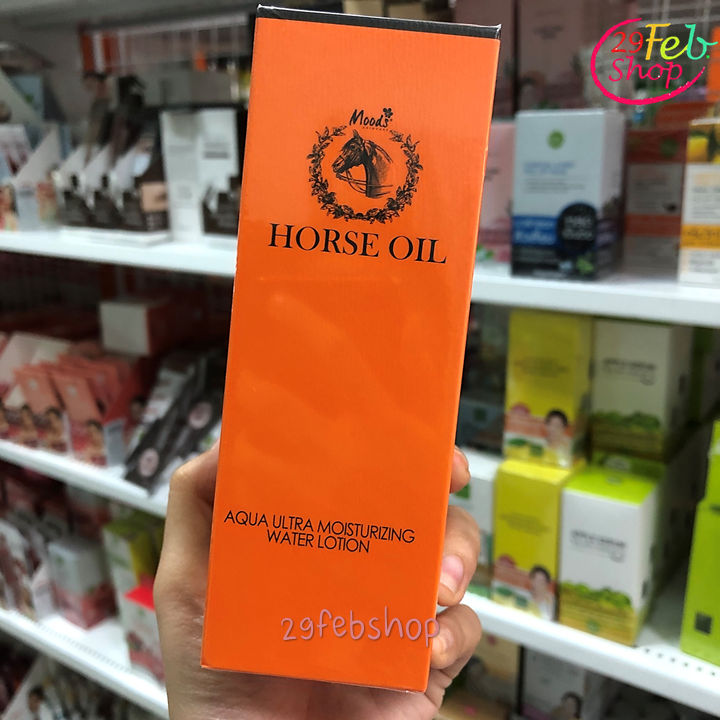 29Feb.
Shop
Moods
HORSE OIL
AQUA ULTRA MOISTURIZING
WATER LOTION
29febshop